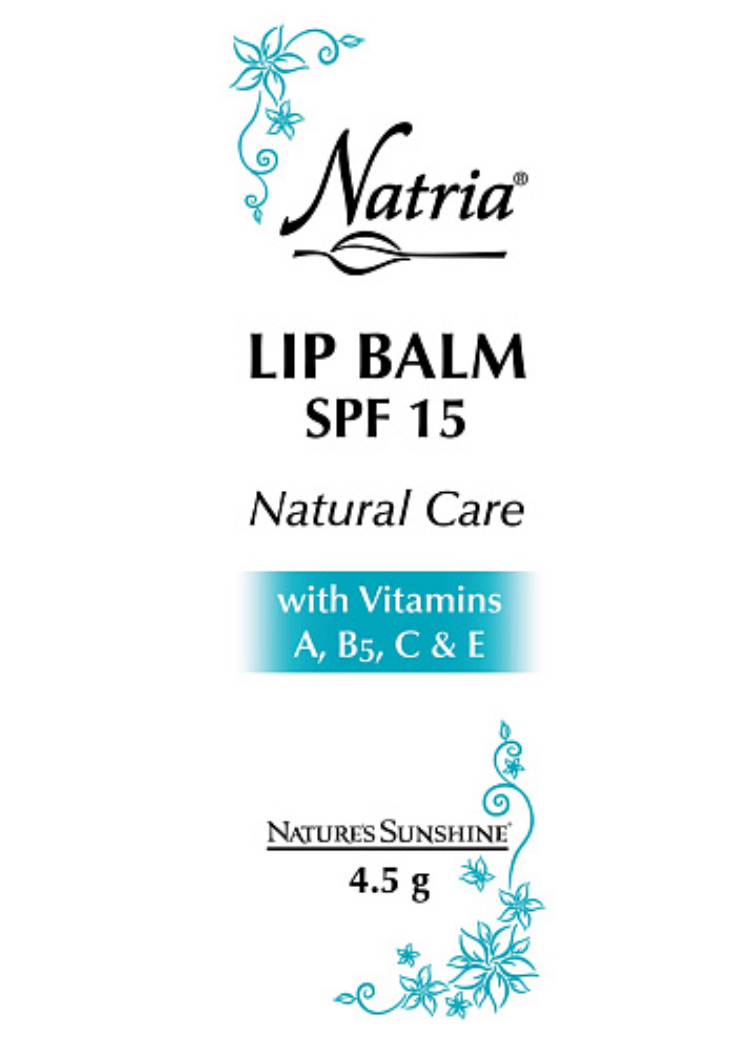 Natria®
LIP BALM
SPF 15
Natural Care
with Vitamins
A, B5, C & E
NATURE'S SUNSHINE
4.5 g